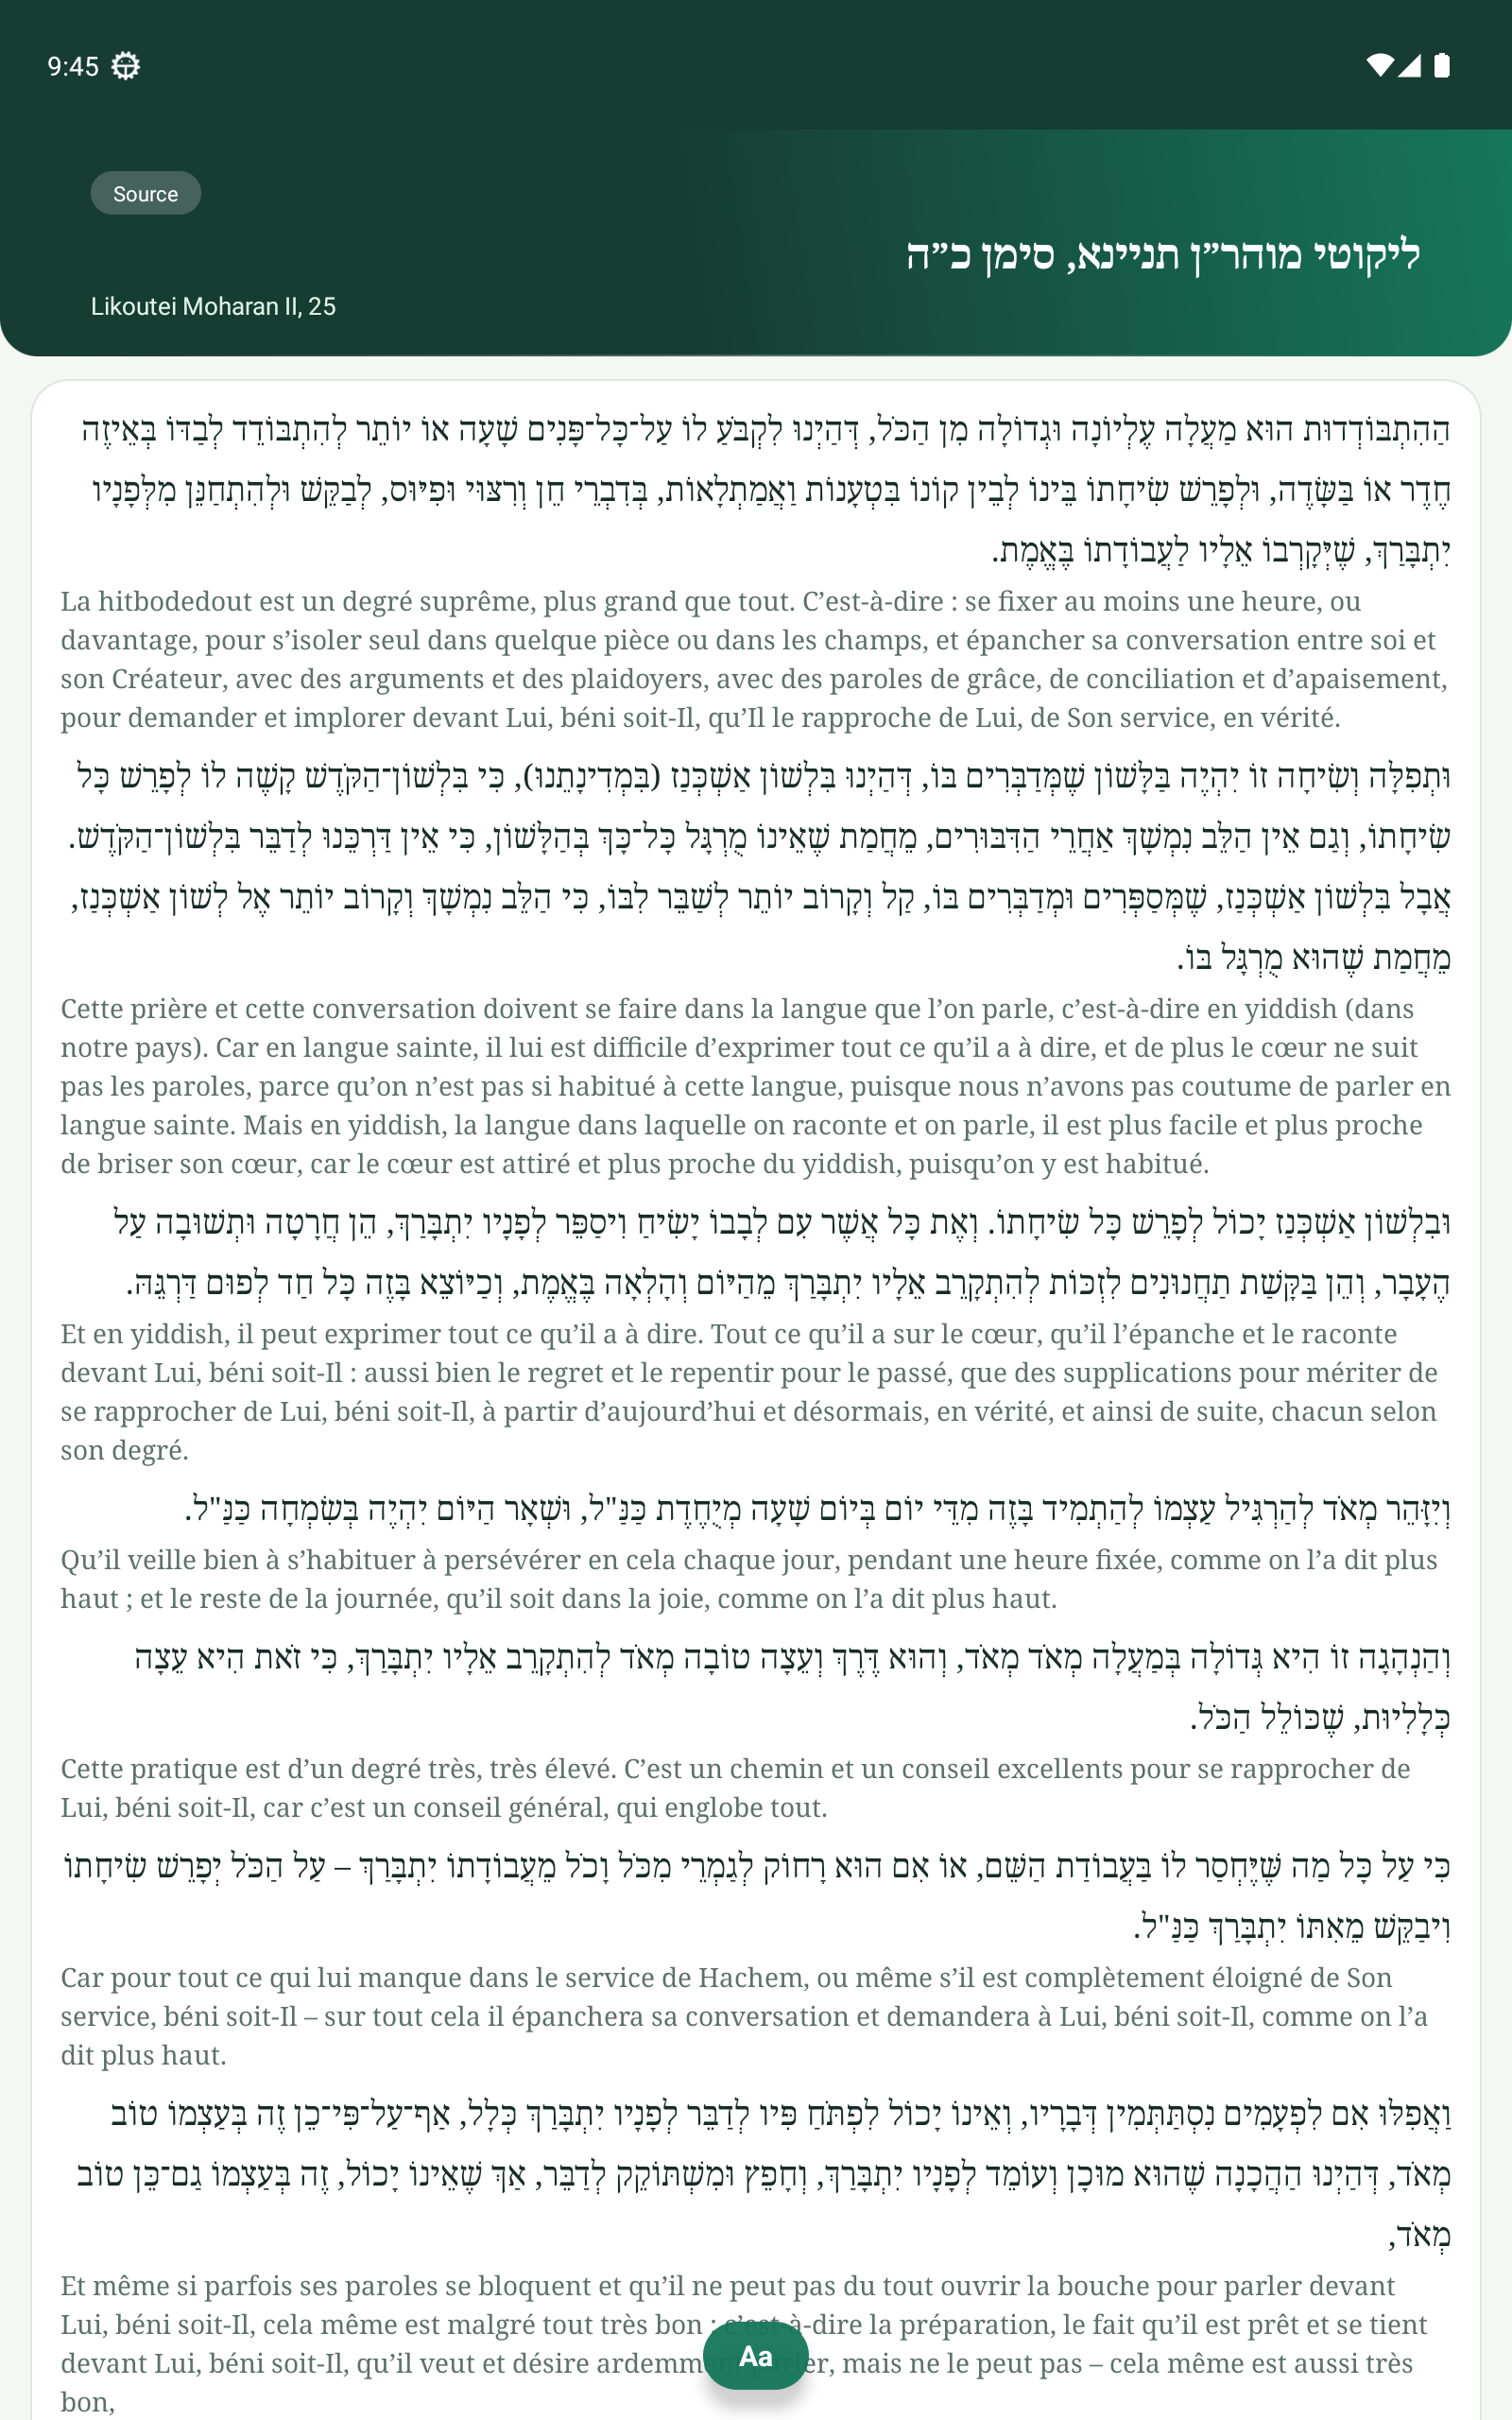 9:45
Source
ליקוטי מוהר״ן תניינא, סימן כ״ה
Likoutei Moharan II, 25
הַהִתְבּוֹדְדוּת הוּא מַעֲלָה עֶלְיוֹנָה וּגְדוֹלָה מִן הַכֹּל, דְּהַיְנוּ לִקְבֹּעַ לוֹ עַל־כָּל־פָּנִים שָׁעָה אוֹ יוֹתֵר לְהִתְבּוֹדֵד לְבַדּוֹ בְּאֵיזֶה
חֶדֶר אוֹ בַּשָּׂדֶה, וּלְפָרֵשׁ שִׂיחָתוֹ בֵּינוֹ לְבֵין קוֹנוֹ בִּטְעָנוֹת וַאֲמַתְלָאוֹת, בְּדִבְרֵי חֵן וְרִצּוּי וּפִיּוּס, לְבַקֵּשׁ וּלְהִתְחַנֵּן מִלְּפָנָיו
יִתְבָּרַךְ, שֶׁיְּקָרְבוֹ אֵלָיו לַעֲבוֹדָתוֹ בֶּאֱמֶת.
La hitbodedout est un degré suprême, plus grand que tout. C’est-à-dire : se fixer au moins une heure, ou
davantage, pour s’isoler seul dans quelque pièce ou dans les champs, et épancher sa conversation entre soi et
son Créateur, avec des arguments et des plaidoyers, avec des paroles de grâce, de conciliation et d’apaisement,
pour demander et implorer devant Lui, béni soit-Il, qu’Il le rapproche de Lui, de Son service, en vérité.
וּתְפִלָּה וְשִׂיחָה זוֹ יִהְיֶה בַּלָּשׁוֹן שֶׁמְּדַבְּרִים בּוֹ, דְּהַיְנוּ בִּלְשׁוֹן אַשְׁכְּנַז (בִּמְדִינָתֵנוּ), כִּי בִּלְשׁוֹן־הַקֹּדֶשׁ קָשֶׁה לוֹ לְפָרֵשׁ כָּל
שִׂיחָתוֹ, וְגַם אֵין הַלֵּב נִמְשָׁךְ אַחֲרֵי הַדִּבּוּרִים, מֵחֲמַת שֶׁאֵינוֹ מֻרְגָּל כָּל־כָּךְ בְּהַלָּשׁוֹן, כִּי אֵין דַּרְכֵּנוּ לְדַבֵּר בִּלְשׁוֹן־הַקֹּדֶשׁ.
אֲבָל בִּלְשׁוֹן אַשְׁכְּנַז, שֶׁמְּסַפְּרִים וּמְדַבְּרִים בּוֹ, קַל וְקָרוֹב יוֹתֵר לְשַׁבֵּר לִבּוֹ, כִּי הַלֵּב נִמְשָׁךְ וְקָרוֹב יוֹתֵר אֶל לְשׁוֹן אַשְׁכְּנַז,
מֵחֲמַת שֶׁהוּא מֻרְגָּל בּוֹ.
Cette prière et cette conversation doivent se faire dans la langue que l’on parle, c’est-à-dire en yiddish (dans
notre pays). Car en langue sainte, il lui est difficile d’exprimer tout ce qu’il a à dire, et de plus le cœur ne suit
pas les paroles, parce qu’on n’est pas si habitué à cette langue, puisque nous n’avons pas coutume de parler en
langue sainte. Mais en yiddish, la langue dans laquelle on raconte et on parle, il est plus facile et plus proche
de briser son cœur, car le cœur est attiré et plus proche du yiddish, puisqu’on y est habitué.
וּבִלְשׁוֹן אַשְׁכְּנַז יָכוֹל לְפָרֵשׁ כָּל שִׂיחָתוֹ. וְאֶת כָּל אֲשֶׁר עִם לְבָבוֹ יָשִׂיחַ וִיסַפֵּר לְפָנָיו יִתְבָּרַךְ, הֵן חֲרָטָה וּתְשׁוּבָה עַל
הֶעָבָר, וְהֵן בַּקָּשַׁת תַּחֲנוּנִים לִזְכּוֹת לְהִתְקָרֵב אֵלָיו יִתְבָּרַךְ מֵהַיּוֹם וְהָלְאָה בֶּאֱמֶת, וְכַיּוֹצֵא בָּזֶה כָּל חַד לְפוּם דַּרְגֵּהּ.
Et en yiddish, il peut exprimer tout ce qu’il a à dire. Tout ce qu’il a sur le cœur, qu’il l’épanche et le raconte
devant Lui, béni soit-Il : aussi bien le regret et le repentir pour le passé, que des supplications pour mériter de
se rapprocher de Lui, béni soit-Il, à partir d’aujourd’hui et désormais, en vérité, et ainsi de suite, chacun selon
son degré.
וְיִזָּהֵר מְאֹד לְהַרְגִּיל עַצְמוֹ לְהַתְמִיד בָּזֶה מִדֵּי יוֹם בְּיוֹם שָׁעָה מְיֻחֶדֶת כַּנַּ"ל, וּשְׁאָר הַיּוֹם יִהְיֶה בְּשִׂמְחָה כַּנַּ"ל.
Qu’il veille bien à s’habituer à persévérer en cela chaque jour, pendant une heure fixée, comme on l’a dit plus
haut ; et le reste de la journée, qu’il soit dans la joie, comme on l’a dit plus haut.
וְהַנְהָגָה זוֹ הִיא גְּדוֹלָה בְּמַעֲלָה מְאֹד מְאֹד, וְהוּא דֶּרֶךְ וְעֵצָה טוֹבָה מְאֹד לְהִתְקָרֵב אֵלָיו יִתְבָּרַךְ, כִּי זֹאת הִיא עֵצָה
כְּלָלִיּוּת, שֶׁכּוֹלֵל הַכֹּל.
Cette pratique est d’un degré très, très élevé. C’est un chemin et un conseil excellents pour se rapprocher de
Lui, béni soit-Il, car c’est un conseil général, qui englobe tout.
כִּי עַל כָּל מַה שֶּׁיֶּחְסַר לוֹ בַּעֲבוֹדַת הַשֵּׁם, אוֹ אִם הוּא רָחוֹק לְגַמְרֵי מִכֹּל וָכֹל מֵעֲבוֹדָתוֹ יִתְבָּרַךְ – עַל הַכֹּל יְפָרֵשׁ שִׂיחָתוֹ
וִיבַקֵּשׁ מֵאִתּוֹ יִתְבָּרַךְ כַּנַּ"ל.
Car pour tout ce qui lui manque dans le service de Hachem, ou même s’il est complètement éloigné de Son
service, béni soit-Il – sur tout cela il épanchera sa conversation et demandera à Lui, béni soit-Il, comme on l’a
dit plus haut.
וַאֲפִלּוּ אִם לִפְעָמִים נִסְתַּתְּמִין דְּבָרָיו, וְאֵינוֹ יָכוֹל לִפְתֹּחַ פִּיו לְדַבֵּר לְפָנָיו יִתְבָּרַךְ כְּלָל, אַף־עַל־פִּי־כֵן זֶה בְּעַצְמוֹ טוֹב
מְאֹד, דְּהַיְנוּ הַהֲכָנָה שֶׁהוּא מוּכָן וְעוֹמֵד לְפָנָיו יִתְבָּרַךְ, וְחָפֵץ וּמִשְׁתּוֹקֵק לְדַבֵּר, אַךְ שֶׁאֵינוֹ יָכוֹל, זֶה בְּעַצְמוֹ גַם־כֵּן טוֹב
מְאֹד,
Et même si parfois ses paroles se bloquent et qu’il ne peut pas du tout ouvrir la bouche pour parler devant
Lui, béni soit-Il, cela même est malgré tout très bon : c’est-à-dire la préparation, le fait qu’il est prêt et se tient
devant Lui, béni soit-Il, qu’il veut et désire ardemment parler, mais ne le peut pas – cela même est aussi très
bon,
Aa